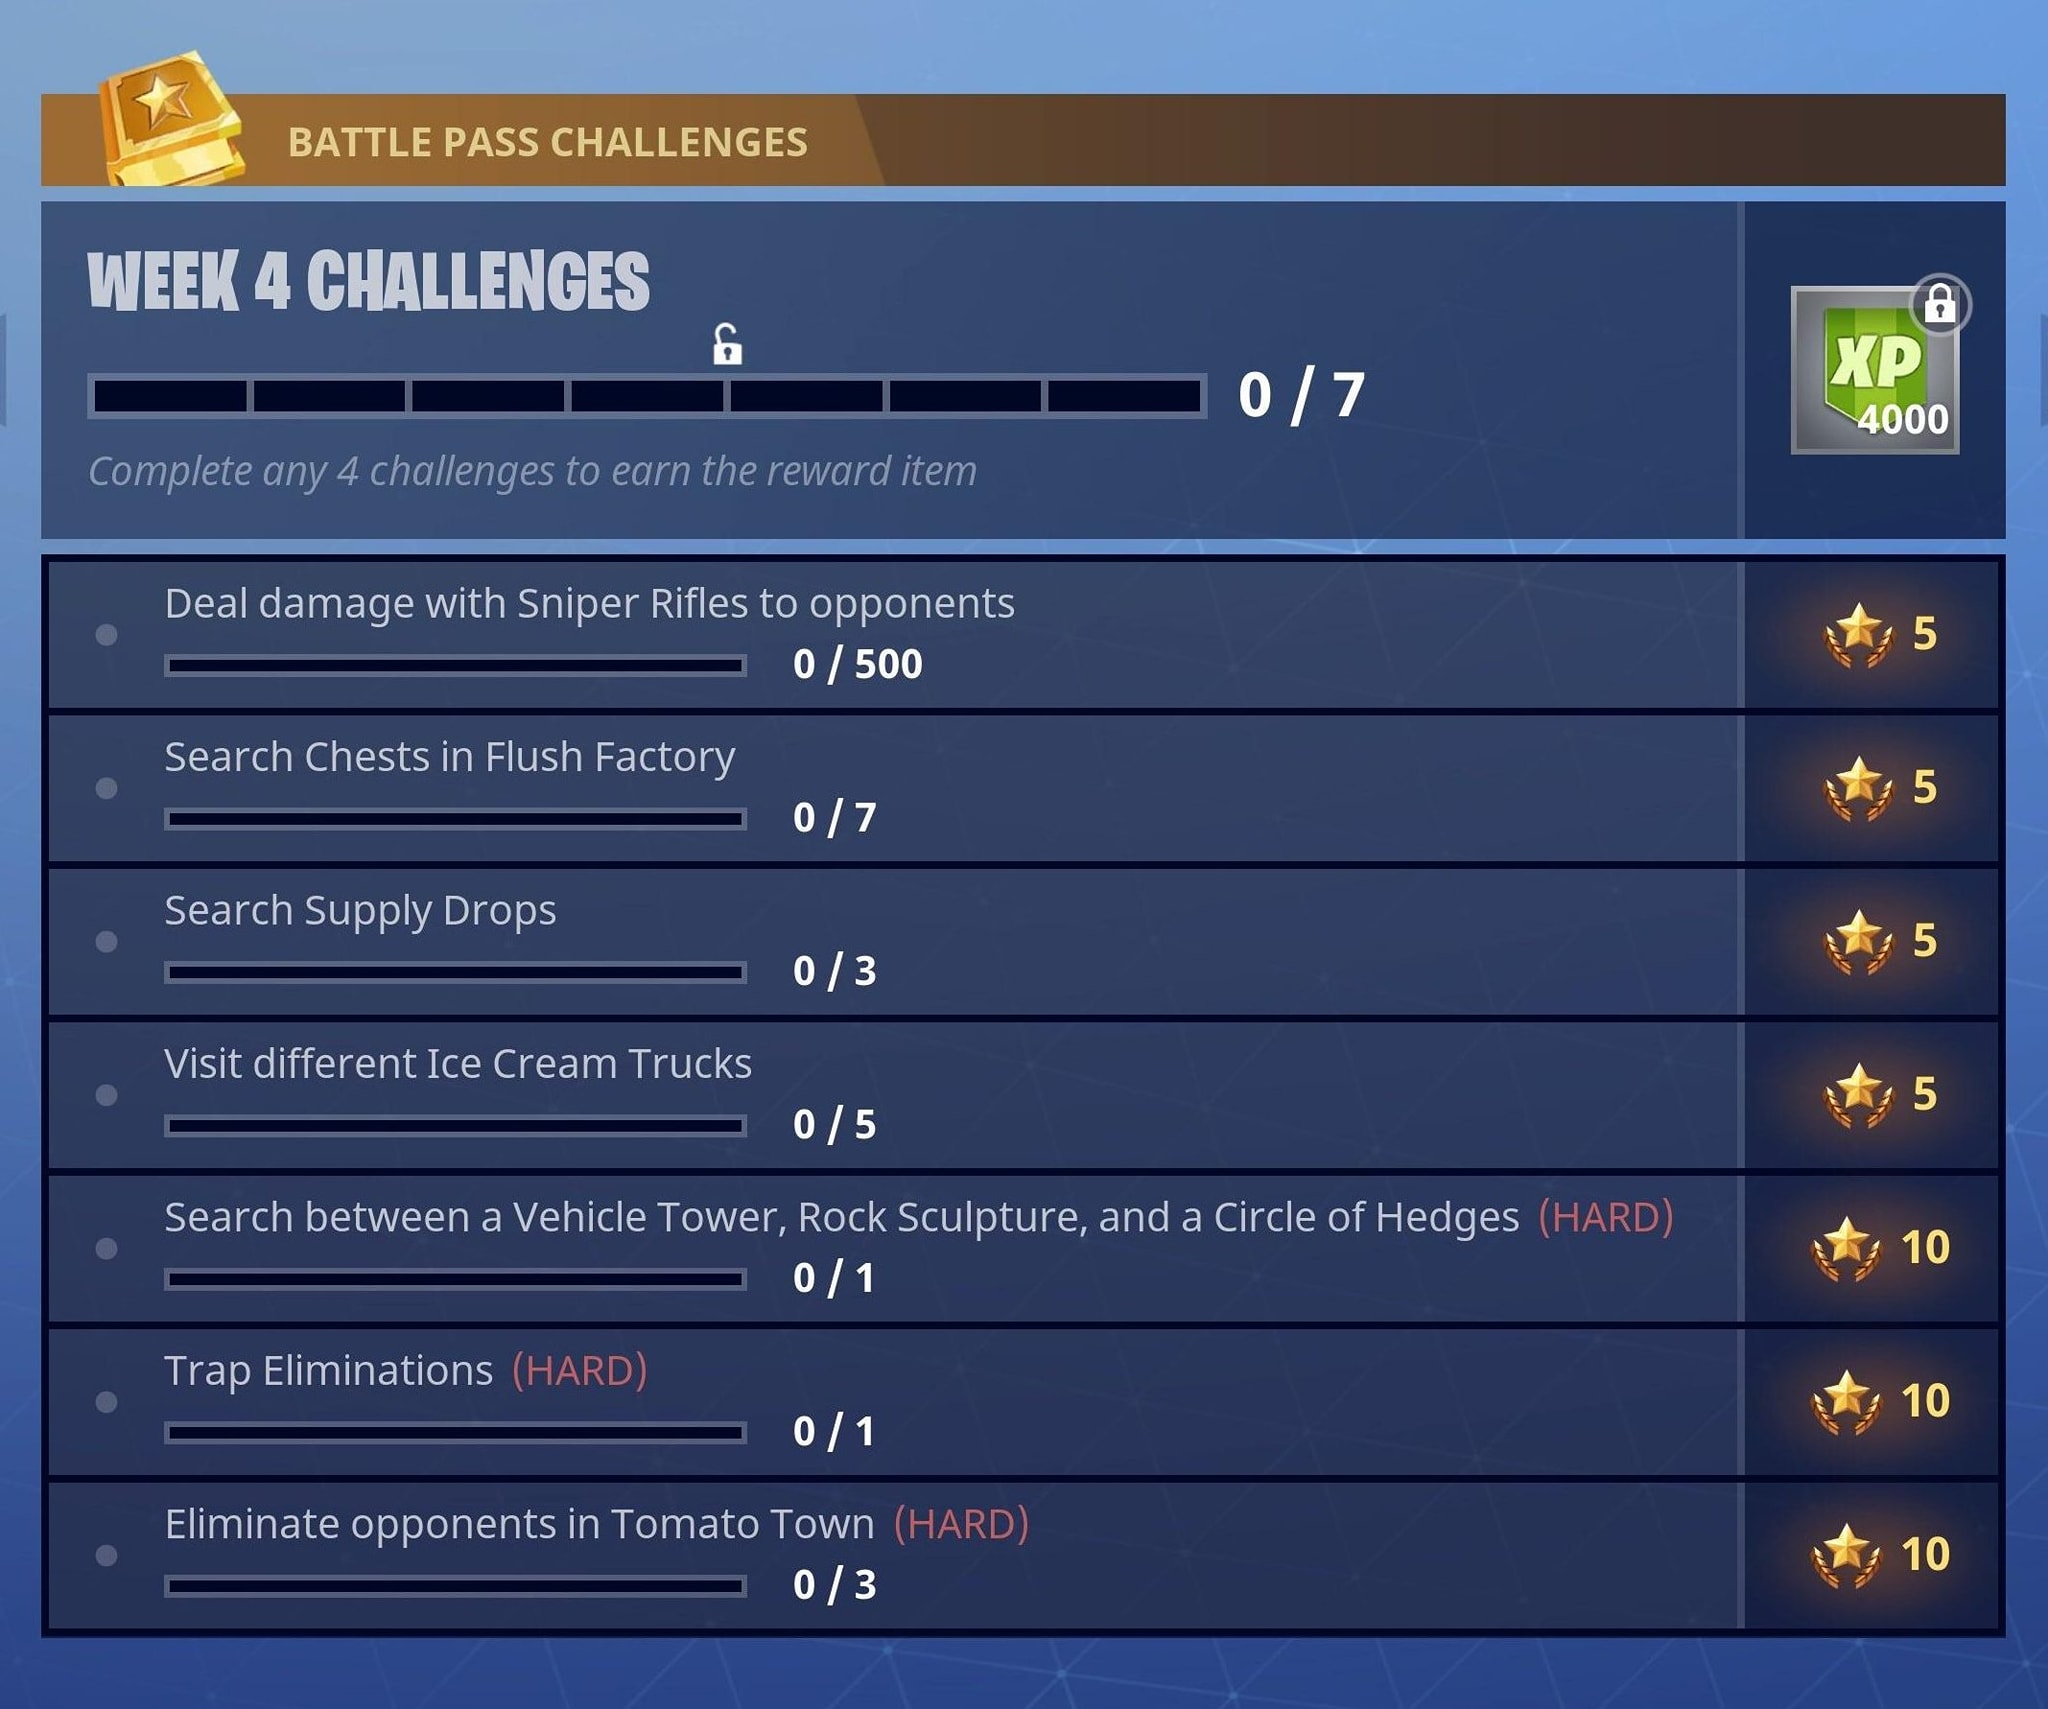 BATTLE PASS CHALLENGES
WEEK 4 CHALLENGES
0 / 7
XP
4000
Complete any 4 challenges to earn the reward item
Deal damage with Sniper Rifles to opponents
0 / 500
5
Search Chests in Flush Factory
0 / 7
5
Search Supply Drops
0 / 3
5
Visit different Ice Cream Trucks
0 / 5
5
Search between a Vehicle Tower, Rock Sculpture, and a Circle of Hedges (HARD)
0 / 1
10
Trap Eliminations (HARD)
0 / 1
10
Eliminate opponents in Tomato Town (HARD)
0 / 3
10